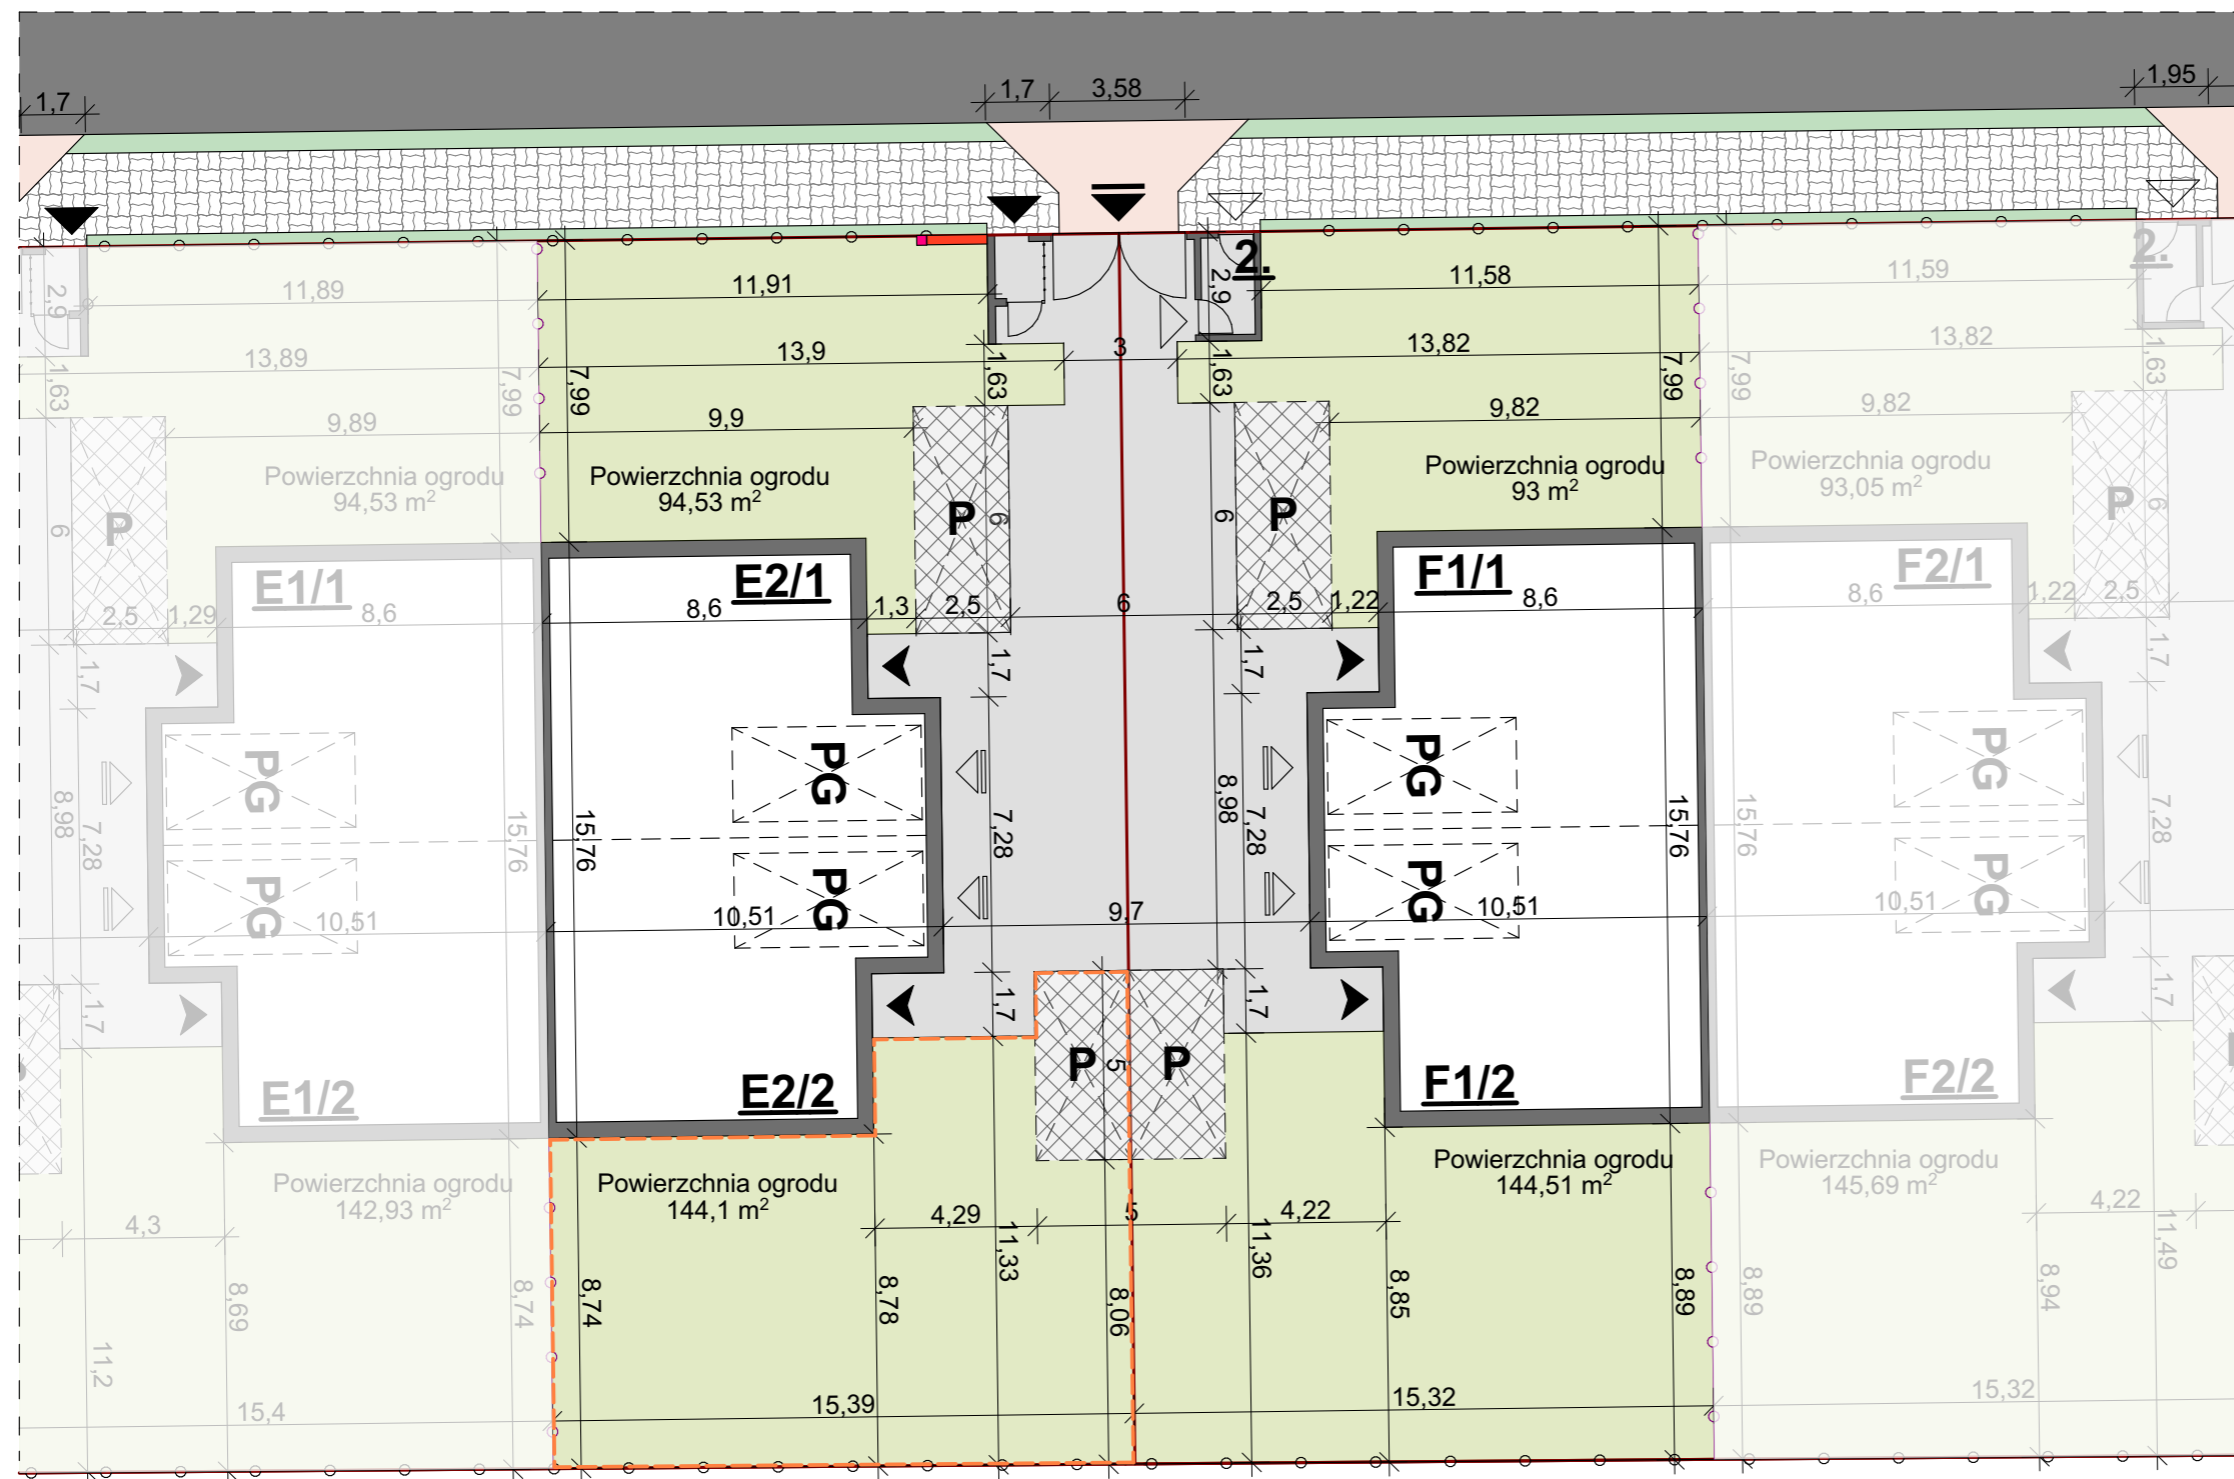 1,7
1,7
3,58
1,95
2.
2.
2,9
11,89
11,91
2,9
11,58
11,59
13,89
13,9
3
13,82
13,82
1,63
7,99
7,99
1,63
1,63
7,99
7,99
1,63
9,89
9,9
9,82
9,82
Powierzchnia ogrodu
94,53 m²
Powierzchnia ogrodu
94,53 m²
Powierzchnia ogrodu
93 m²
Powierzchnia ogrodu
93,05 m²
6
P
P
6
6
P
P
6
E1/1
E2/1
F1/1
F2/1
2,5
1,29
8,6
8,6
1,3
2,5
6
2,5
1,22
8,6
8,6
1,22
2,5
1,7
1,7
1,7
1,7
PG
PG
PG
PG
8,98
7,28
15,76
15,76
7,28
8,98
7,28
15,76
15,76
7,28
PG
PG
PG
PG
10,51
10,51
9,7
10,51
10,51
1,7
1,7
1,7
1,7
P
5
P
E1/2
E2/2
F1/2
F2/2
Powierzchnia ogrodu
142,93 m²
Powierzchnia ogrodu
144,1 m²
Powierzchnia ogrodu
144,51 m²
Powierzchnia ogrodu
145,69 m²
4,3
4,29
5
4,22
4,22
11,33
11,36
11,49
8,69
8,74
8,74
8,78
8,06
8,85
8,89
8,89
8,94
11,2
15,4
15,39
15,32
15,32